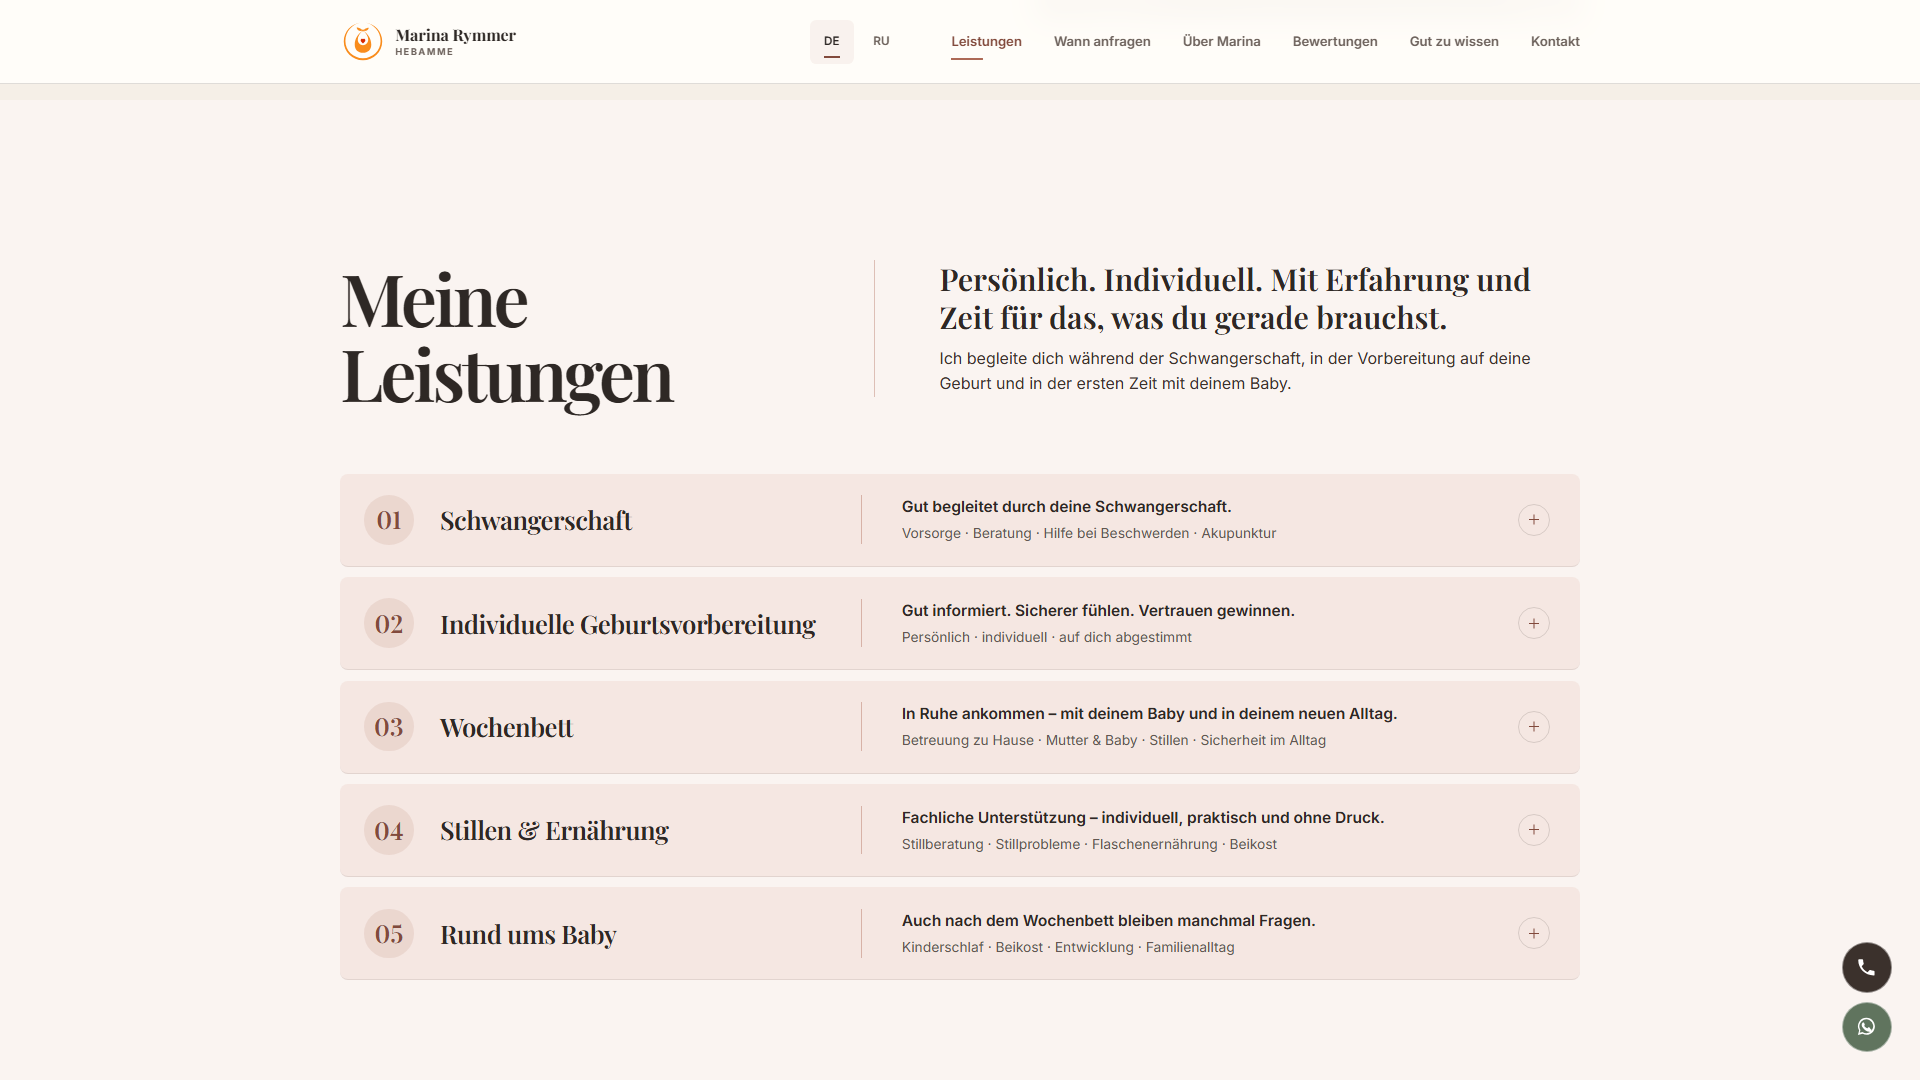 Marina Rymmer
HEBAMME
DE
RU
Leistungen
Wann anfragen
Über Marina
Bewertungen
Gut zu wissen
Kontakt
Meine
Leistungen
Persönlich. Individuell. Mit Erfahrung und
Zeit für das, was du gerade brauchst.
Ich begleite dich während der Schwangerschaft, in der Vorbereitung auf deine
Geburt und in der ersten Zeit mit deinem Baby.
01
Schwangerschaft
Gut begleitet durch deine Schwangerschaft.
Vorsorge · Beratung · Hilfe bei Beschwerden · Akupunktur
+
02
Individuelle Geburtsvorbereitung
Gut informiert. Sicherer fühlen. Vertrauen gewinnen.
Persönlich · individuell · auf dich abgestimmt
+
03
Wochenbett
In Ruhe ankommen – mit deinem Baby und in deinem neuen Alltag.
Betreuung zu Hause · Mutter & Baby · Stillen · Sicherheit im Alltag
+
04
Stillen & Ernährung
Fachliche Unterstützung – individuell, praktisch und ohne Druck.
Stillberatung · Stillprobleme · Flaschenernährung · Beikost
+
05
Rund ums Baby
Auch nach dem Wochenbett bleiben manchmal Fragen.
Kinderschlaf · Beikost · Entwicklung · Familienalltag
+